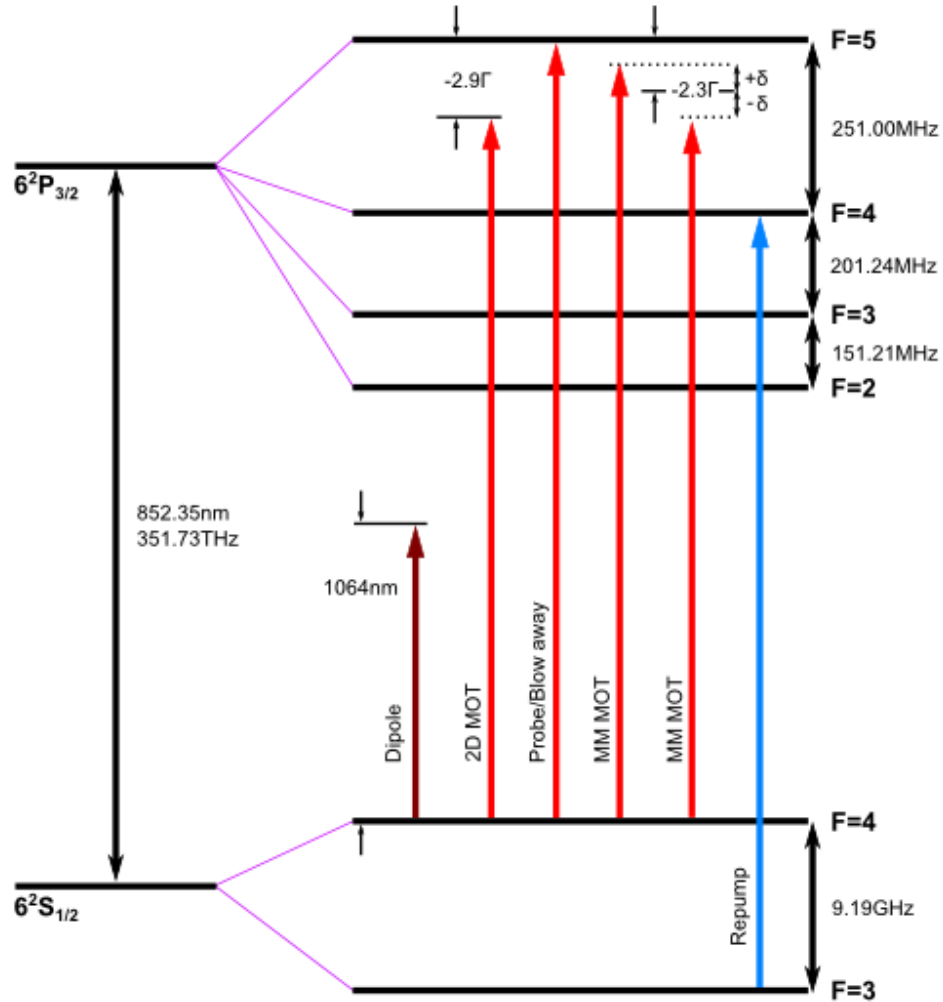 F=5
-2.9Γ
-2.3Γ
+δ
-δ
251.00MHz
6²P₃/₂
F=4
201.24MHz
F=3
151.21MHz
F=2
852.35nm
351.73THz
1064nm
Dipole
2D MOT
Probe/Blow away
MM MOT
MM MOT
F=4
6²S₁/₂
9.19GHz
Repump
F=3